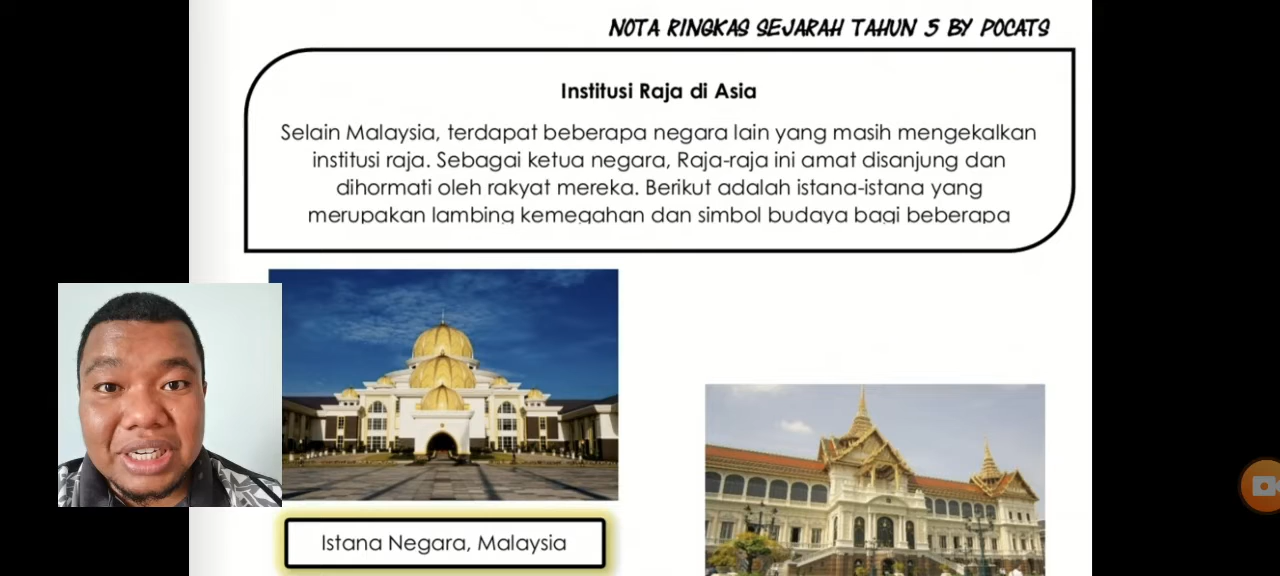 NOTA RINGKAS SEJARAH TAHUN 5 BY POCATS
Institusi Raja di Asia
Selain Malaysia, terdapat beberapa negara lain yang masih mengekalkan
institusi raja. Sebagai ketua negara, Raja-raja ini amat disanjung dan
dihormati oleh rakyat mereka. Berikut adalah istana-istana yang
merupakan lambing kemegahan dan simbol budaya bagi beberapa
Istana Negara, Malaysia